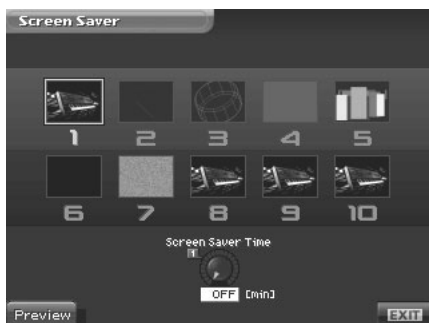 Screen Saver
1 2 3 4 5
6 7 8 9 10
Screen Saver Time
1
OFF [min]
Preview EXIT